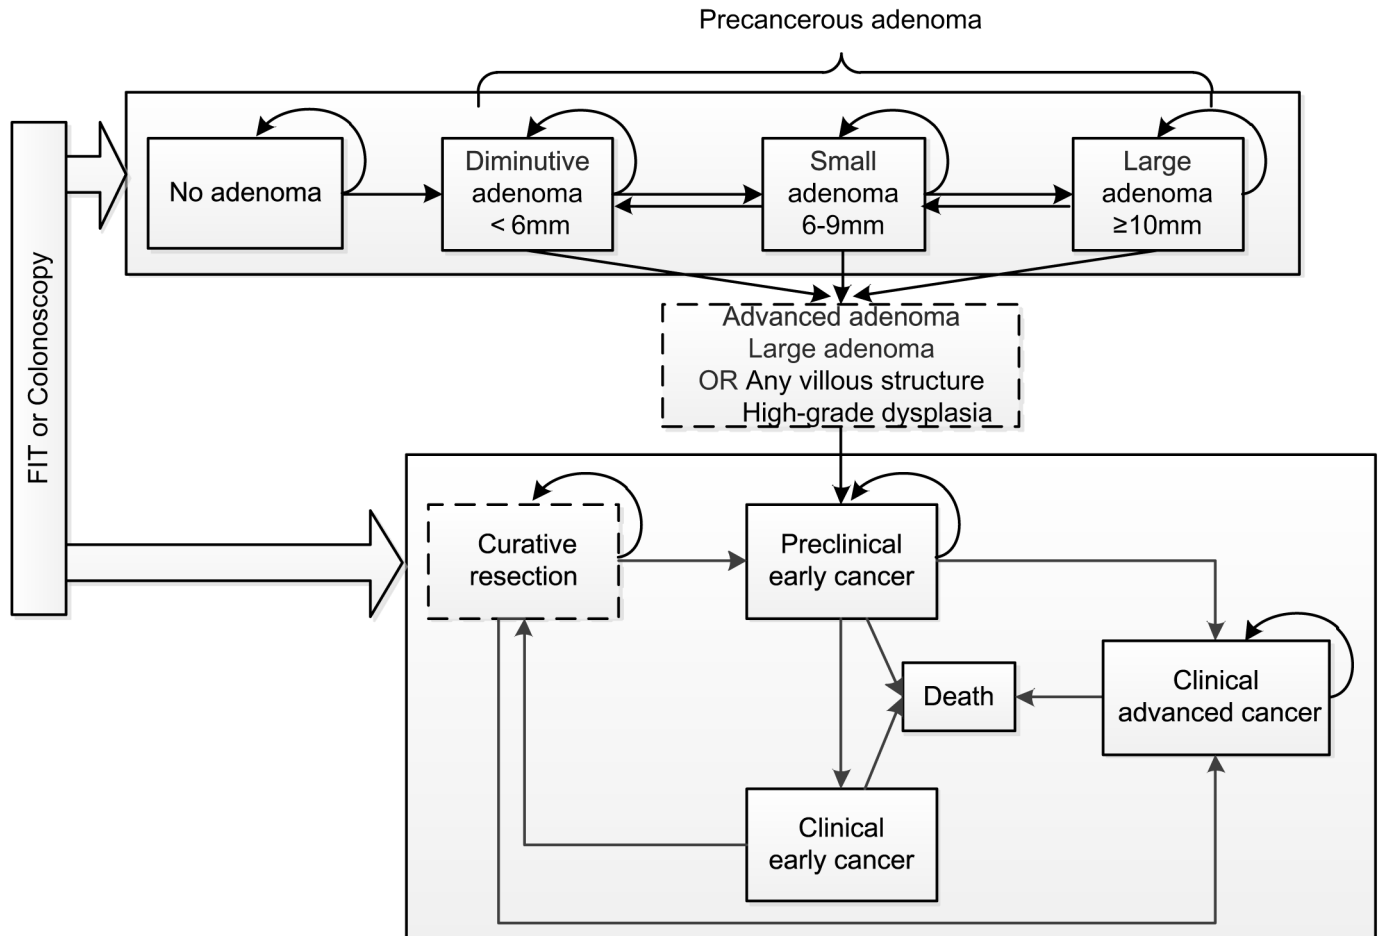 Precancerous adenoma
FIT or Colonoscopy
No adenoma
Diminutive
adenoma
< 6mm
Small
adenoma
6-9mm
Large
adenoma
≥10mm
Advanced adenoma
Large adenoma
OR Any villous structure
High-grade dysplasia
Curative
resection
Preclinical
early cancer
Death
Clinical
advanced cancer
Clinical
early cancer